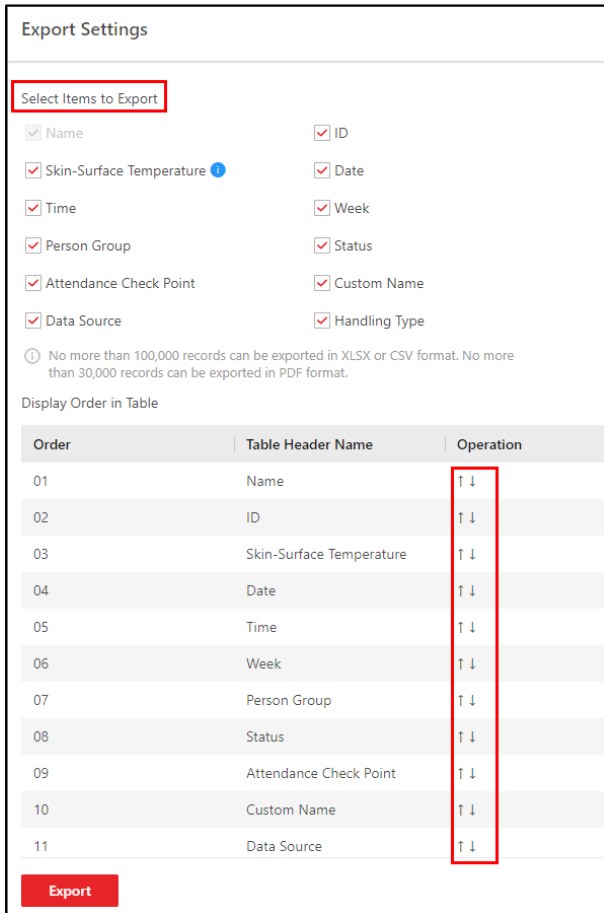 Export Settings
Select Items to Export
Name
ID
Skin-Surface Temperature
Date
Time
Week
Person Group
Status
Attendance Check Point
Custom Name
Data Source
Handling Type
No more than 100,000 records can be exported in XLSX or CSV format. No more
than 30,000 records can be exported in PDF format.
Display Order in Table
Order Table Header Name Operation
01 Name ↑ ↓
02 ID ↑ ↓
03 Skin-Surface Temperature ↑ ↓
04 Date ↑ ↓
05 Time ↑ ↓
06 Week ↑ ↓
07 Person Group ↑ ↓
08 Status ↑ ↓
09 Attendance Check Point ↑ ↓
10 Custom Name ↑ ↓
11 Data Source ↑ ↓
Export